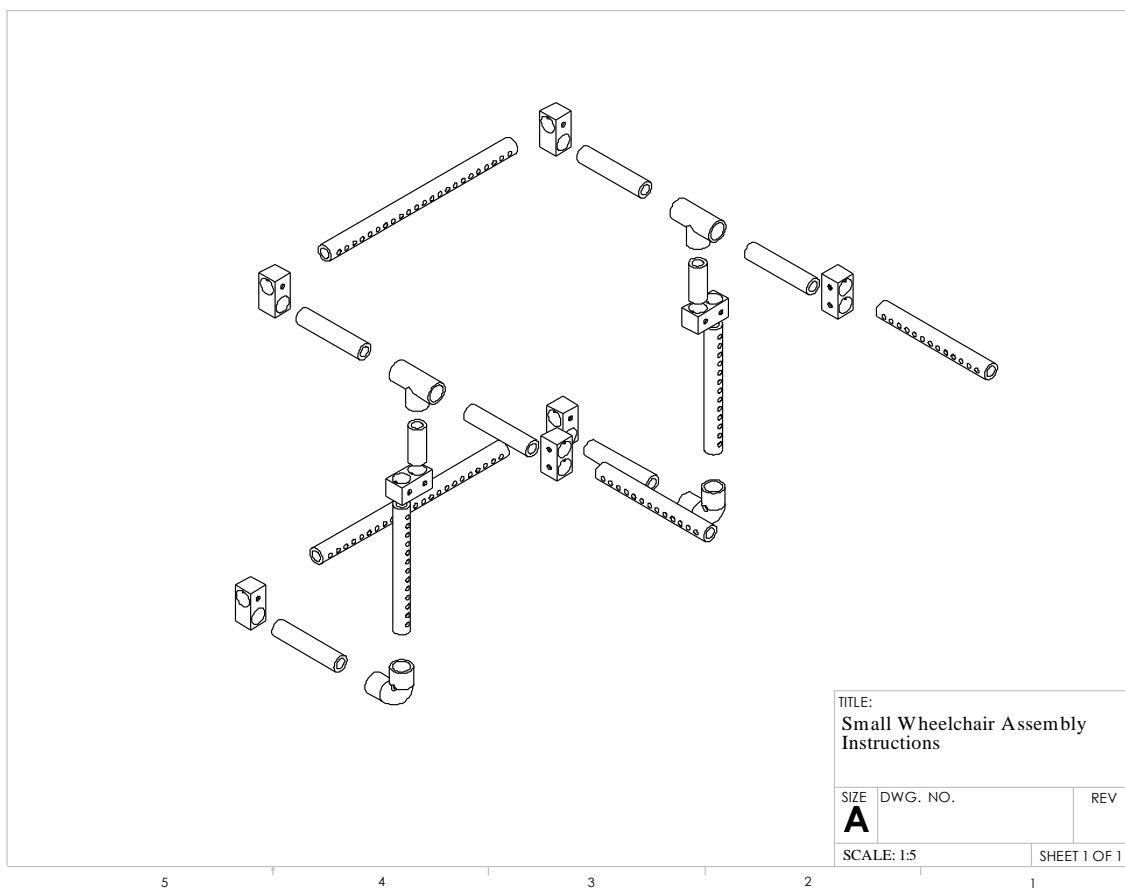 TITLE:
Small Wheelchair Assembly
Instructions
SIZE DWG. NO. REV
A
SCALE: 1:5 SHEET 1 OF 1
5 4 3 2 1